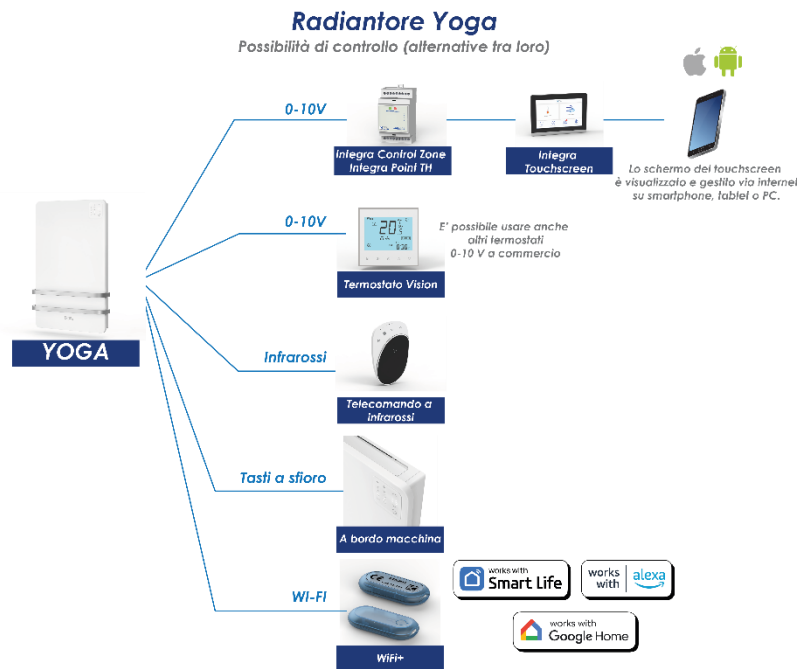 Radiantore Yoga
Possibilità di controllo (alternative tra loro)
0-10V
Integra Control Zone
Integra Point TH
Integra
Touchscreen
Lo schermo del touchscreen
è visualizzato e gestito via internet
su smartphone, tablet o PC.
0-10V
E' possibile usare anche
altri termostati
0-10 V a commercio
20
Termostato Vision
YOGA
Infrarossi
Telecomando a
infrarossi
Tasti a sfioro
A bordo macchina
WI-FI
WiFi+
works with
Smart Life
works
with
alexa
works with
Google Home